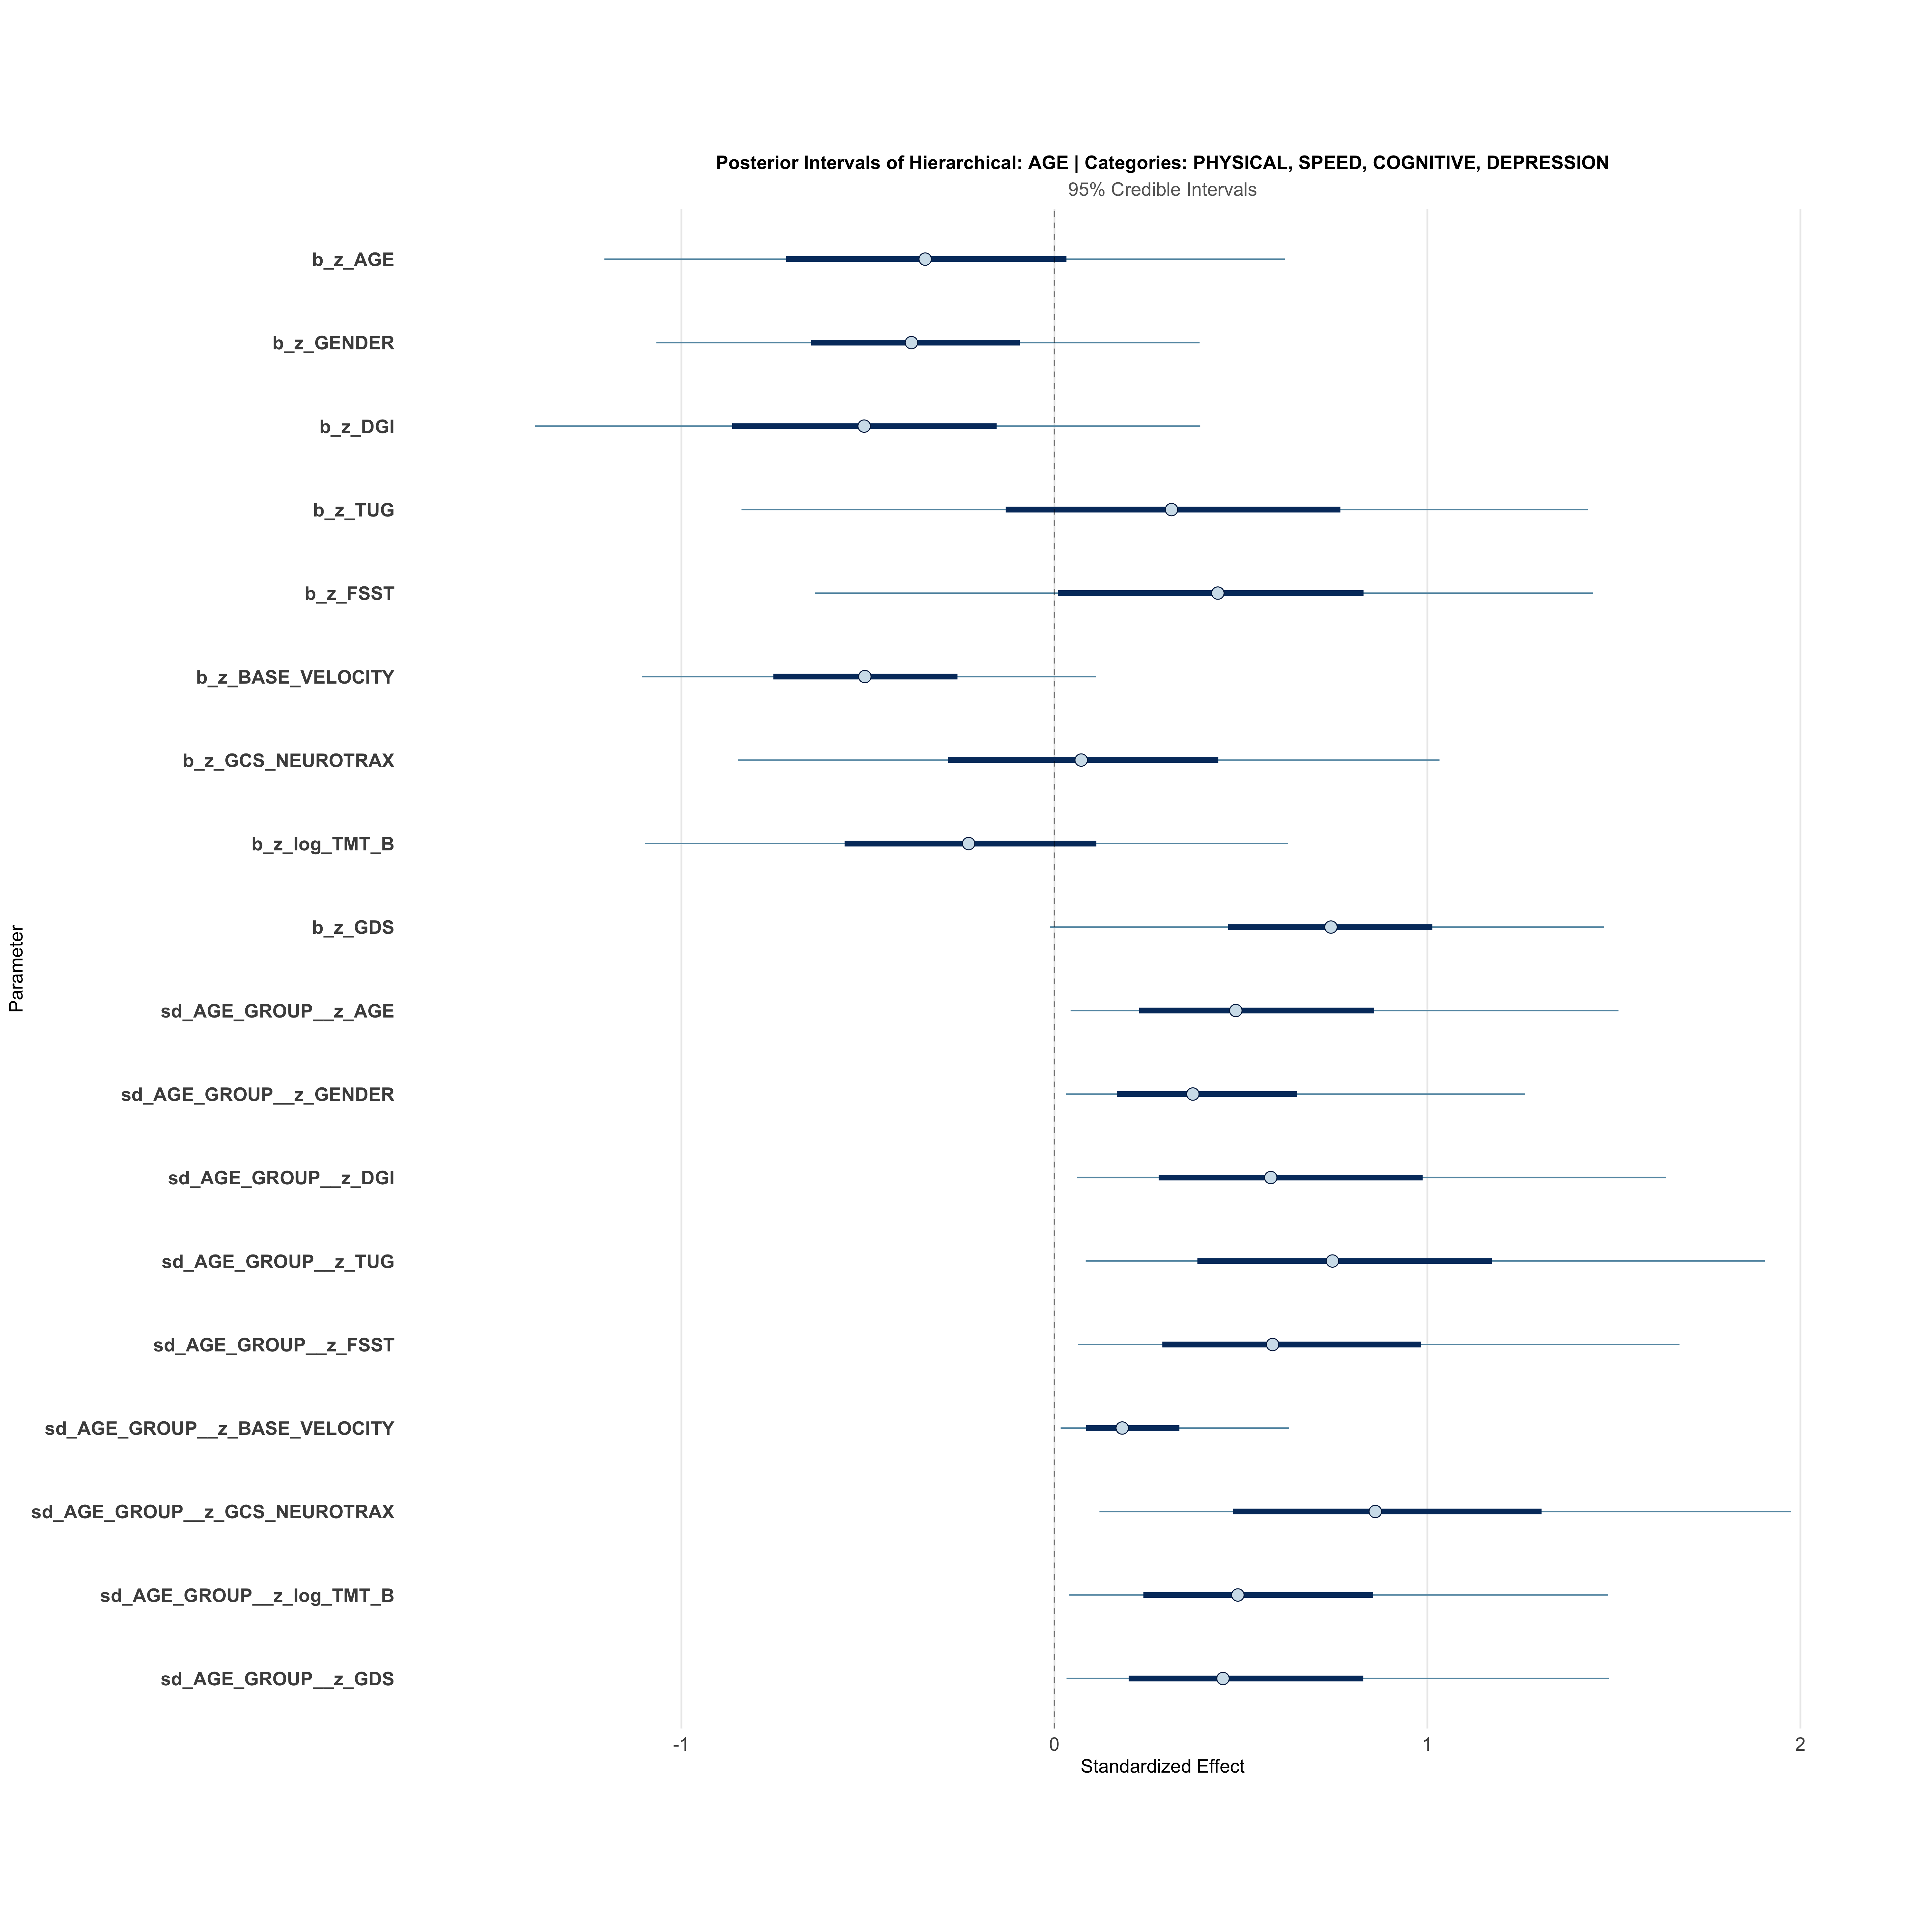 Posterior Intervals of Hierarchical: AGE | Categories: PHYSICAL, SPEED, COGNITIVE, DEPRESSION
95% Credible Intervals
b_z_AGE
b_z_GENDER
b_z_DGI
b_z_TUG
b_z_FSST
b_z_BASE_VELOCITY
b_z_GCS_NEUROTRAX
b_z_log_TMT_B
b_z_GDS
sd_AGE_GROUP__z_AGE
sd_AGE_GROUP__z_GENDER
sd_AGE_GROUP__z_DGI
sd_AGE_GROUP__z_TUG
sd_AGE_GROUP__z_FSST
sd_AGE_GROUP__z_BASE_VELOCITY
sd_AGE_GROUP__z_GCS_NEUROTRAX
sd_AGE_GROUP__z_log_TMT_B
sd_AGE_GROUP__z_GDS
Parameter
-1 0 1 2
Standardized Effect